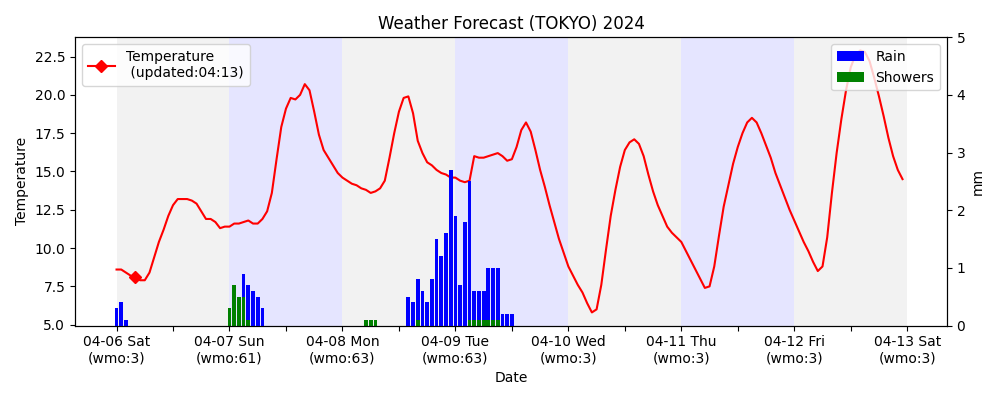 Weather Forecast (TOKYO) 2024
Temperature
(updated:04:13)
Rain
Showers
22.5
20.0
17.5
15.0
12.5
10.0
7.5
5.0
Temperature
5
4
3
2
1
0
mm
04-06 Sat 04-07 Sun 04-08 Mon 04-09 Tue 04-10 Wed 04-11 Thu 04-12 Fri 04-13 Sat
(wmo:3) (wmo:61) (wmo:63) (wmo:63) (wmo:3) (wmo:3) (wmo:3) (wmo:3)
Date